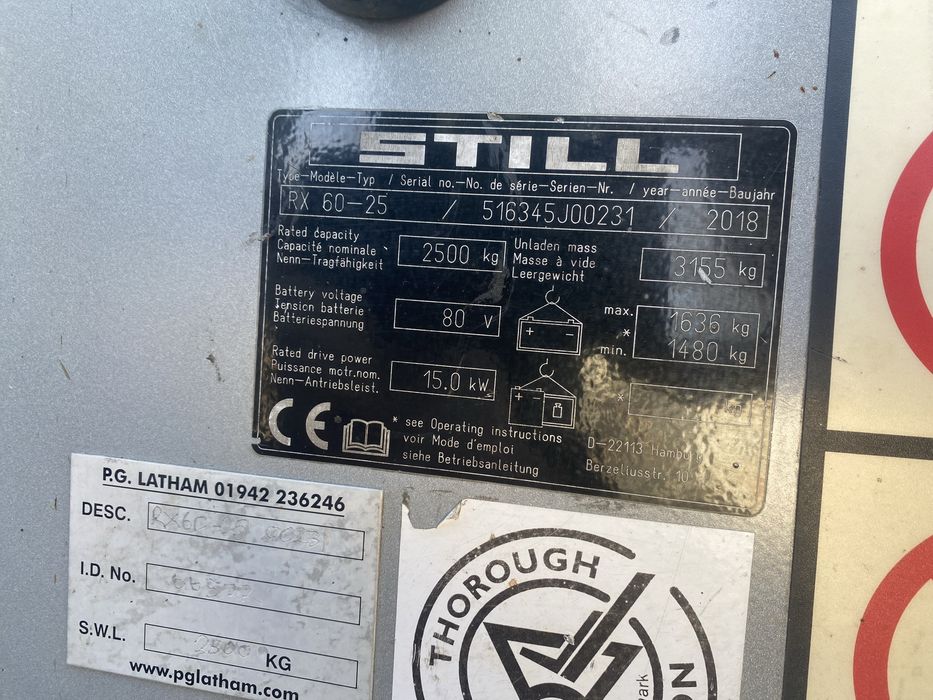 STILL
Type-Modèle-Typ / Serial no.-No. de série-Serien-Nr. / year-année-Baujahr
RX 60-25 / 516345J00231 / 2018
Rated capacity
Capacité nominale
Nenn-Tragfähigkeit
2500 kg
Unladen mass
Masse à vide
Leergewicht
3155 kg
Battery voltage
Tension batterie
Batteriespannung
80 V
+ -
max. 1636 kg
*
min. 1480 kg
Rated drive power
Puissance motr.nom.
Nenn-Antriebsleist.
15.0 kW
+ -
*
CE
* see Operating instructions
voir Mode d'emploi
siehe Betriebsanleitung
D-22113 Hamburg
Berzeliusstr. 10
P.G. LATHAM 01942 236246
DESC.
I.D. No.
S.W.L. 2500 KG
www.pglatham.com
THOROUGH